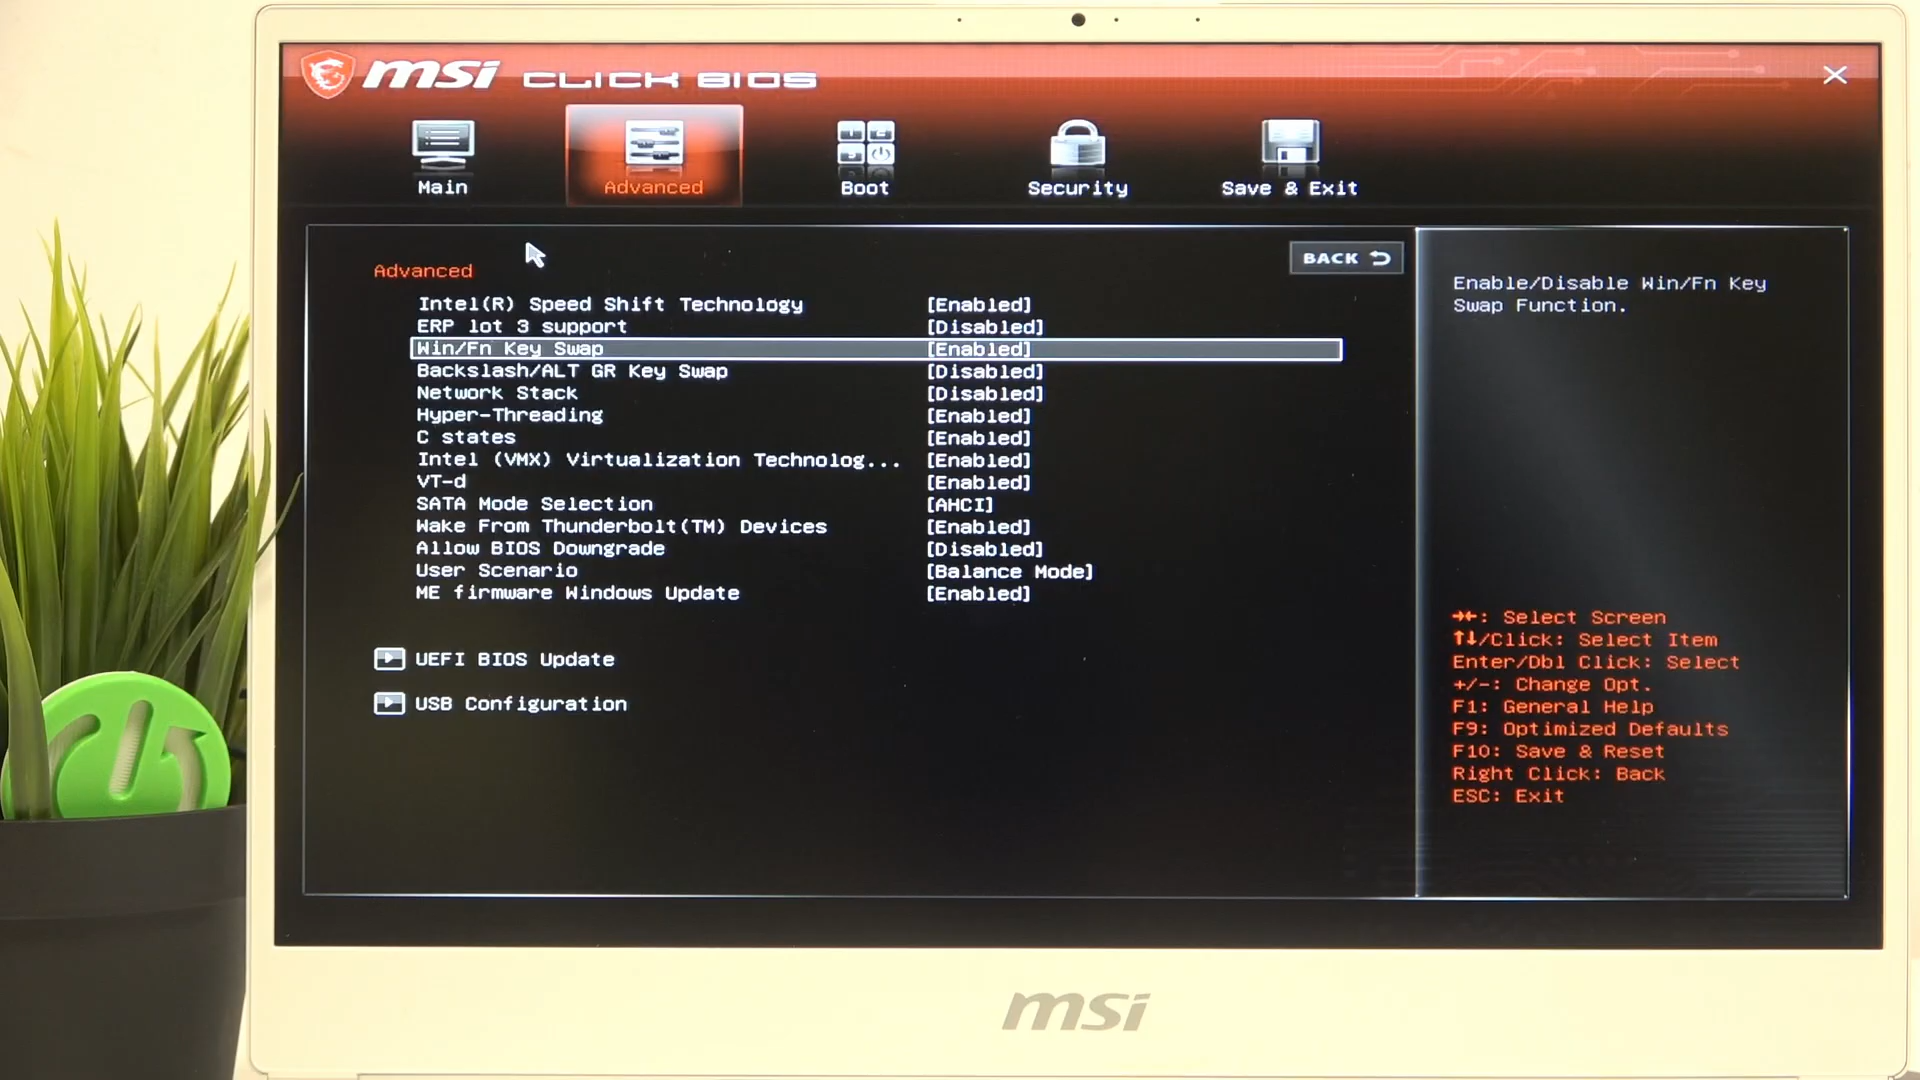 msi CLICK BIOS
Main
Advanced
Boot
Security
Save & Exit
Advanced
BACK
Intel(R) Speed Shift Technology [Enabled]
ERP lot 3 support [Disabled]
Win/Fn Key Swap [Enabled]
Backslash/ALT GR Key Swap [Disabled]
Network Stack [Disabled]
Hyper-Threading [Enabled]
C states [Enabled]
Intel (VMX) Virtualization Technolog... [Enabled]
VT-d [Enabled]
SATA Mode Selection [AHCI]
Wake From Thunderbolt(TM) Devices [Enabled]
Allow BIOS Downgrade [Disabled]
User Scenario [Balance Mode]
ME firmware Windows Update [Enabled]
UEFI BIOS Update
USB Configuration
Enable/Disable Win/Fn Key
Swap Function.
→←: Select Screen
↑↓/Click: Select Item
Enter/Dbl Click: Select
+/-: Change Opt.
F1: General Help
F9: Optimized Defaults
F10: Save & Reset
Right Click: Back
ESC: Exit
msi